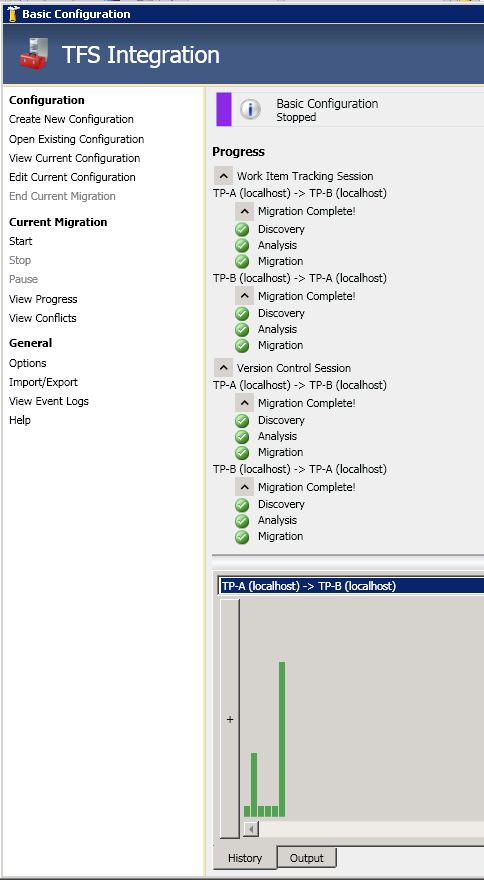 Basic Configuration
TFS Integration
Configuration
Create New Configuration
Open Existing Configuration
View Current Configuration
Edit Current Configuration
End Current Migration
Current Migration
Start
Stop
Pause
View Progress
View Conflicts
General
Options
Import/Export
View Event Logs
Help
Basic Configuration
Stopped
Progress
Work Item Tracking Session
TP-A (localhost) -> TP-B (localhost)
Migration Complete!
Discovery
Analysis
Migration
TP-B (localhost) -> TP-A (localhost)
Migration Complete!
Discovery
Analysis
Migration
Version Control Session
TP-A (localhost) -> TP-B (localhost)
Migration Complete!
Discovery
Analysis
Migration
TP-B (localhost) -> TP-A (localhost)
Migration Complete!
Discovery
Analysis
Migration
TP-A (localhost) -> TP-B (localhost)
+
History Output